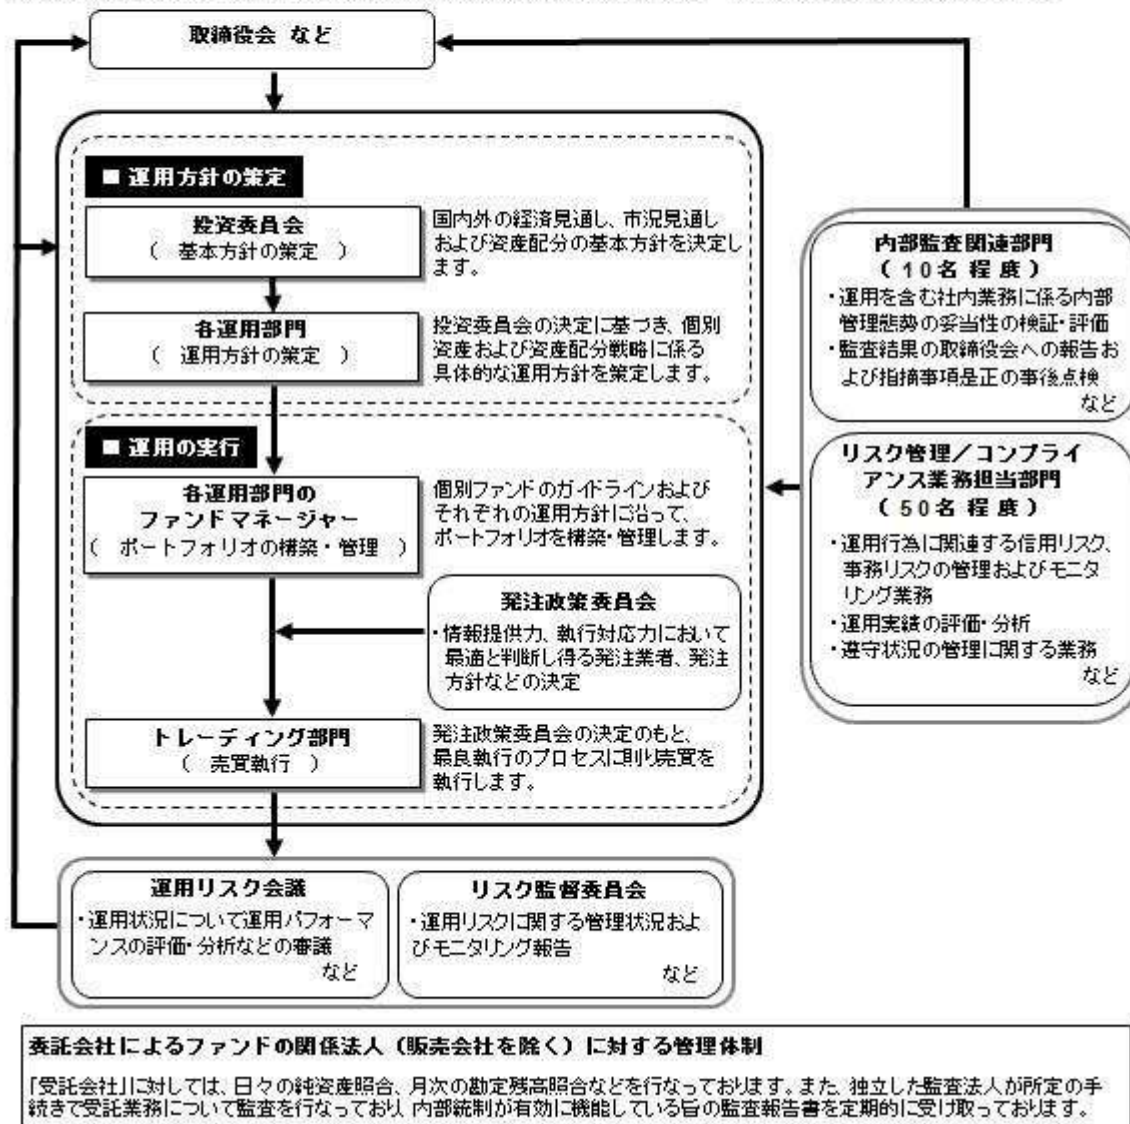 取締役会 など
■ 運用方針の策定
投資委員会
( 基本方針の策定 )
国内外の経済見通し、市況見通し
および資産配分の基本方針を決定し
ます。
各運用部門
( 運用方針の策定 )
投資委員会の決定に基づき、個別
資産および資産配分戦略に係る
具体的な運用方針を策定します。
■ 運用の実行
各運用部門の
ファンドマネージャー
( ポートフォリオの構築・管理 )
個別ファンドのガイドラインおよび
それぞれの運用方針に沿って、
ポートフォリオを構築・管理します。
発注政策委員会
・情報提供力、執行対応力において
最適と判断し得る発注業者、発注
方針などの決定
トレーディング部門
( 売買執行 )
発注政策委員会の決定のもと、
最良執行のプロセスに則り売買を
執行します。
内部監査関連部門
( 10名程度 )
・運用を含む社内業務に係る内部
管理態勢の妥当性の検証・評価
・監査結果の取締役会への報告お
よび指摘事項是正の事後点検
など
リスク管理/コンプライ
アンス業務担当部門
( 50名程度 )
・運用行為に関連する信用リスク、
事務リスクの管理およびモニタ
リング業務
・運用実績の評価・分析
・遵守状況の管理に関する業務
など
運用リスク会議
・運用状況について運用パフォーマ
ンスの評価・分析などの審議
など
リスク監督委員会
・運用リスクに関する管理状況およ
びモニタリング報告
など
委託会社によるファンドの関係法人(販売会社を除く)に対する管理体制
「受託会社」に対しては、日々の純資産照合、月次の勘定残高照合などを行なっております。また、独立した監査法人が所定の手
続きで受託業務について監査を行なっており、内部統制が有効に機能している旨の監査報告書を定期的に受け取っております。